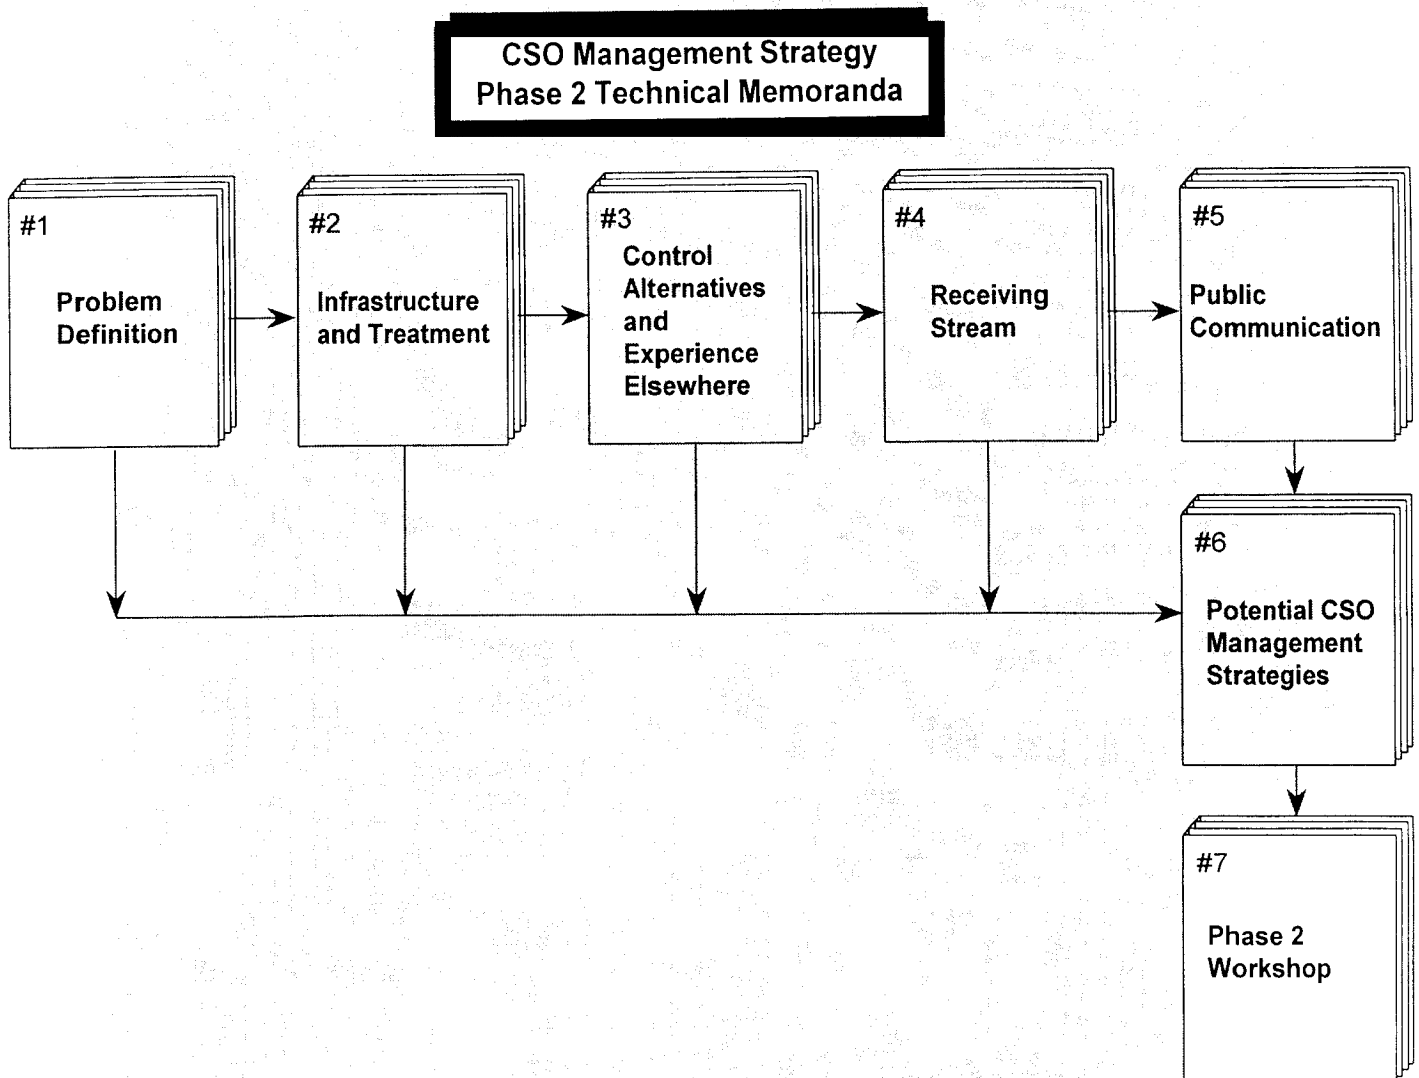 CSO Management Strategy
Phase 2 Technical Memoranda
#1
Problem
Definition
#2
Infrastructure
and Treatment
#3
Control
Alternatives
and
Experience
Elsewhere
#4
Receiving
Stream
#5
Public
Communication
#6
Potential CSO
Management
Strategies
#7
Phase 2
Workshop